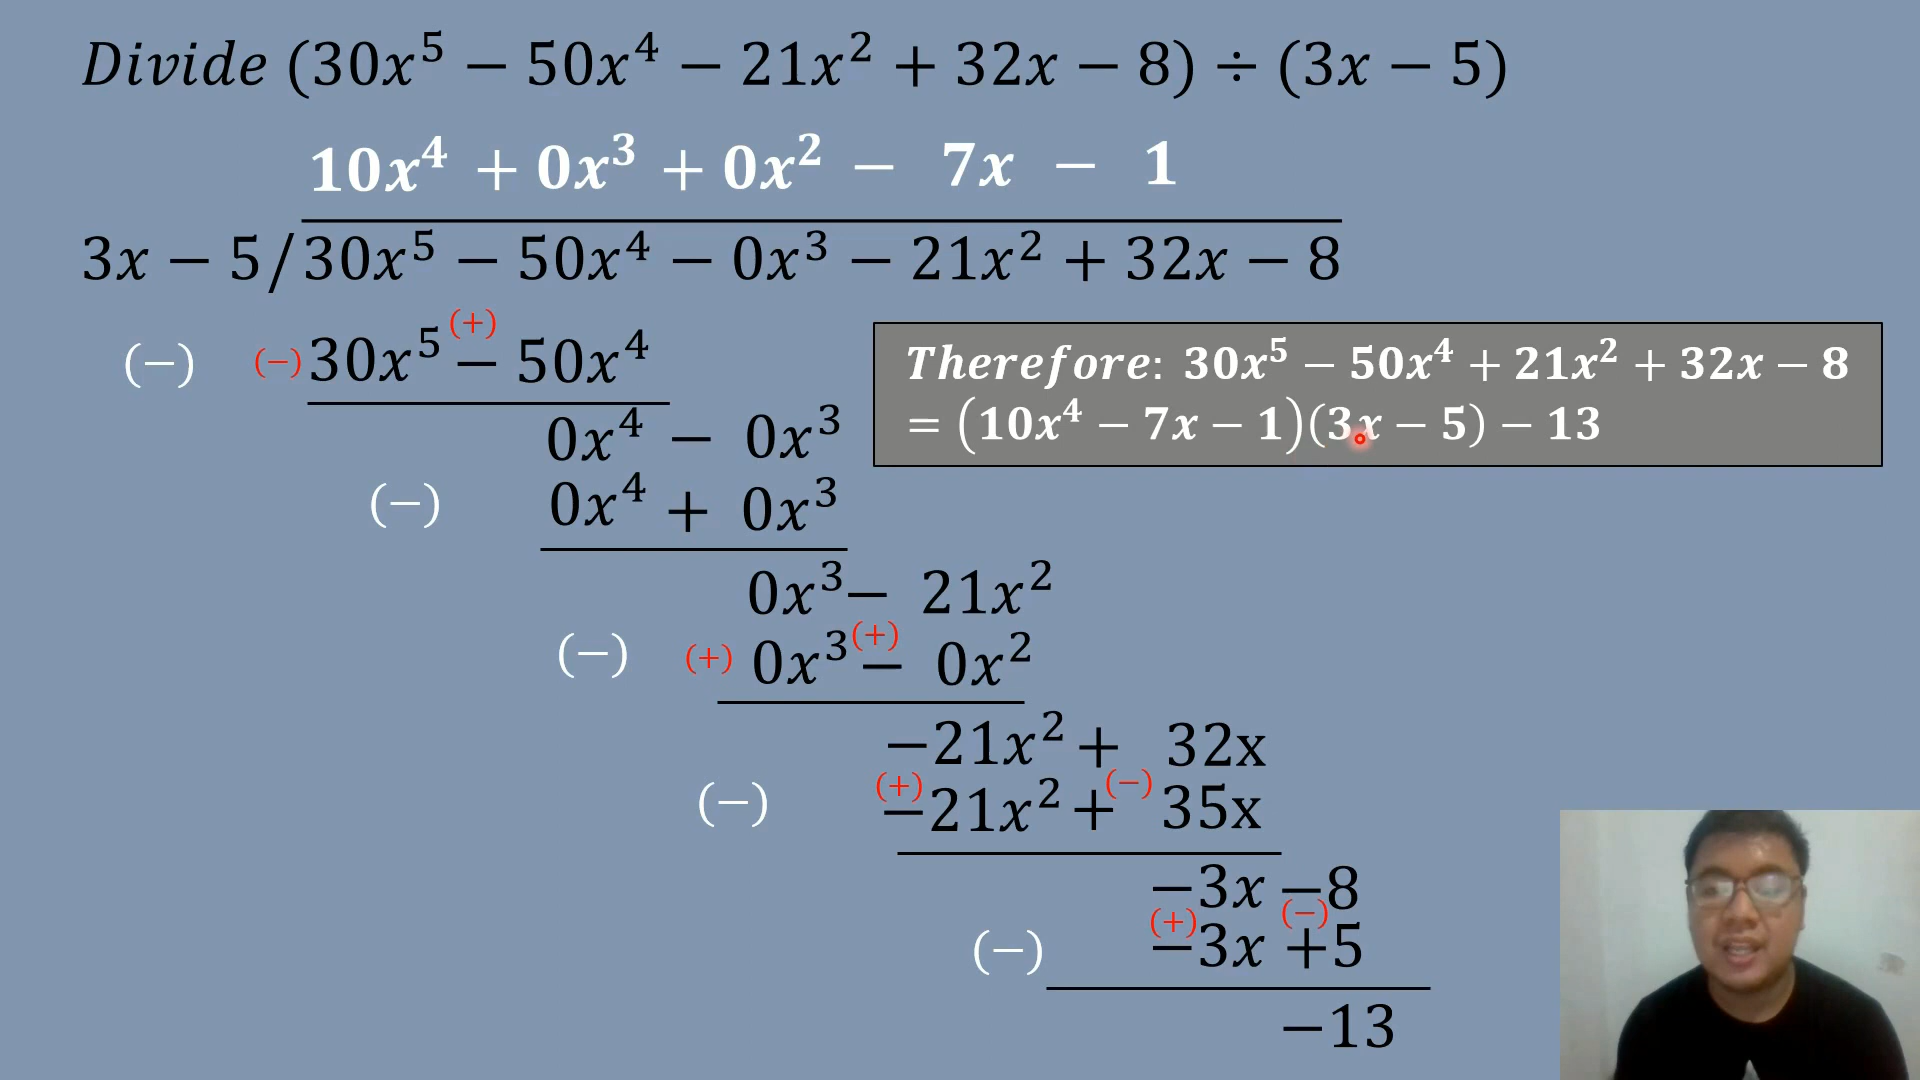 Divide (30x⁵ − 50x⁴ − 21x² + 32x − 8) ÷ (3x − 5)
10x⁴ + 0x³ + 0x² − 7x − 1
3x − 5/30x⁵ − 50x⁴ − 0x³ − 21x² + 32x − 8
(−) (−) 30x⁵ (+) − 50x⁴
Therefore: 30x⁵ − 50x⁴ + 21x² + 32x − 8
= (10x⁴ − 7x − 1)(3x − 5) − 13
0x⁴ − 0x³
(−) 0x⁴ + 0x³
0x³ − 21x²
(−) (+) 0x³ (+) − 0x²
−21x² + 32x
(−) (+) −21x² + (−) 35x
−3x −8
(−) (+) −3x (−) +5
−13